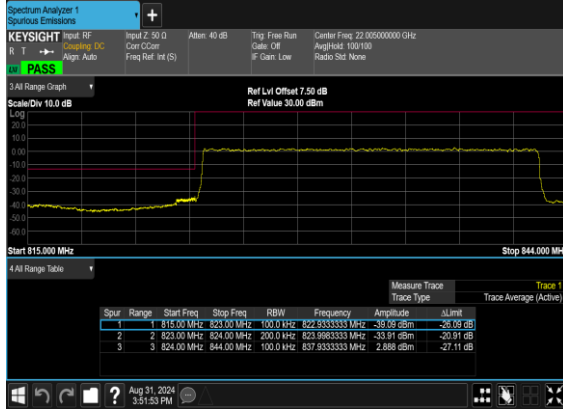 Spectrum Analyzer 1
Spurious Emissions
+
KEYSIGHT Input: RF Input Z: 50 Ω Atten: 40 dB Trig: Free Run Center Freq: 22.005000000 GHz
R T Coupling: DC Corr CCorr Gate: Off Avg|Hold: 100/100
Align: Auto Freq Ref: Int (S) IF Gain: Low Radio Std: None
PASS
3 All Range Graph
Ref Lvl Offset 7.50 dB
Scale/Div 10.0 dB Ref Value 30.00 dBm
Log
20.0
10.0
0.00
-10.0
-20.0
-30.0
-40.0
-50.0
-60.0
Start 815.000 MHz Stop 844.000 MH
4 All Range Table
Measure Trace Trace 1
Trace Type Trace Average (Active)
Spur Range Start Freq Stop Freq RBW Frequency Amplitude ΔLimit
1 1 815.00 MHz 823.00 MHz 100.0 kHz 822.9333333 MHz -39.09 dBm -26.09 dB
2 2 823.00 MHz 824.00 MHz 200.0 kHz 823.9983333 MHz -33.91 dBm -20.91 dB
3 3 824.00 MHz 844.00 MHz 100.0 kHz 837.9333333 MHz 2.888 dBm -27.11 dB
? Aug 31, 2024
3:51:53 PM